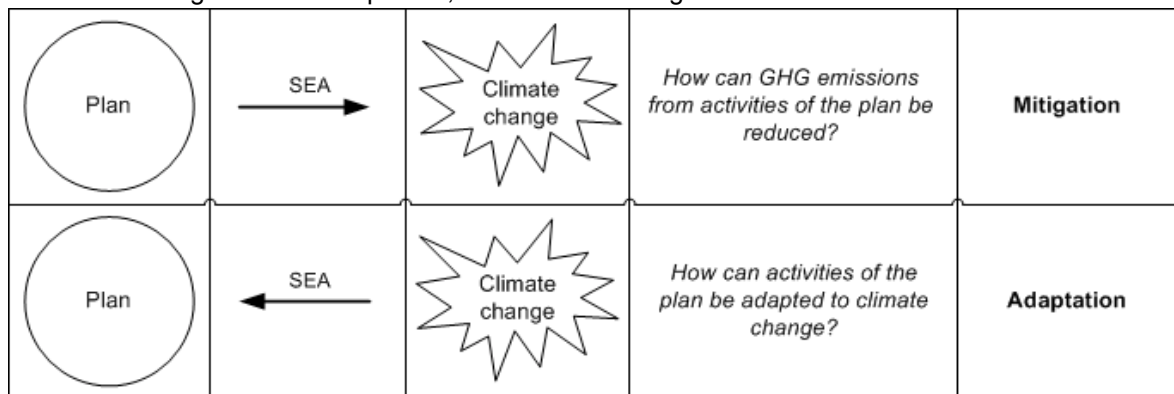 Plan
SEA
Climate
change
How can GHG emissions
from activities of the plan be
reduced?
Mitigation
Plan
SEA
Climate
change
How can activities of the
plan be adapted to climate
change?
Adaptation